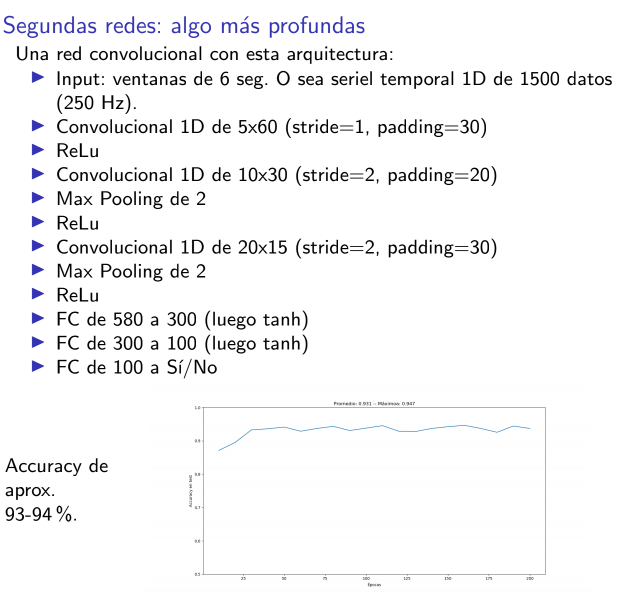 Segundas redes: algo más profundas
Una red convolucional con esta arquitectura:
Input: ventanas de 6 seg. O sea seriel temporal 1D de 1500 datos
(250 Hz).
Convolucional 1D de 5x60 (stride=1, padding=30)
ReLu
Convolucional 1D de 10x30 (stride=2, padding=20)
Max Pooling de 2
ReLu
Convolucional 1D de 20x15 (stride=2, padding=30)
Max Pooling de 2
ReLu
FC de 580 a 300 (luego tanh)
FC de 300 a 100 (luego tanh)
FC de 100 a Sí/No
Accuracy de
aprox.
93-94 %.
Promedio: 0.931 -- Máximos: 0.947
Accuracy en test
1.0
0.9
0.8
0.7
0.6
0.5
25
50
75
100
125
150
175
200
Épocas